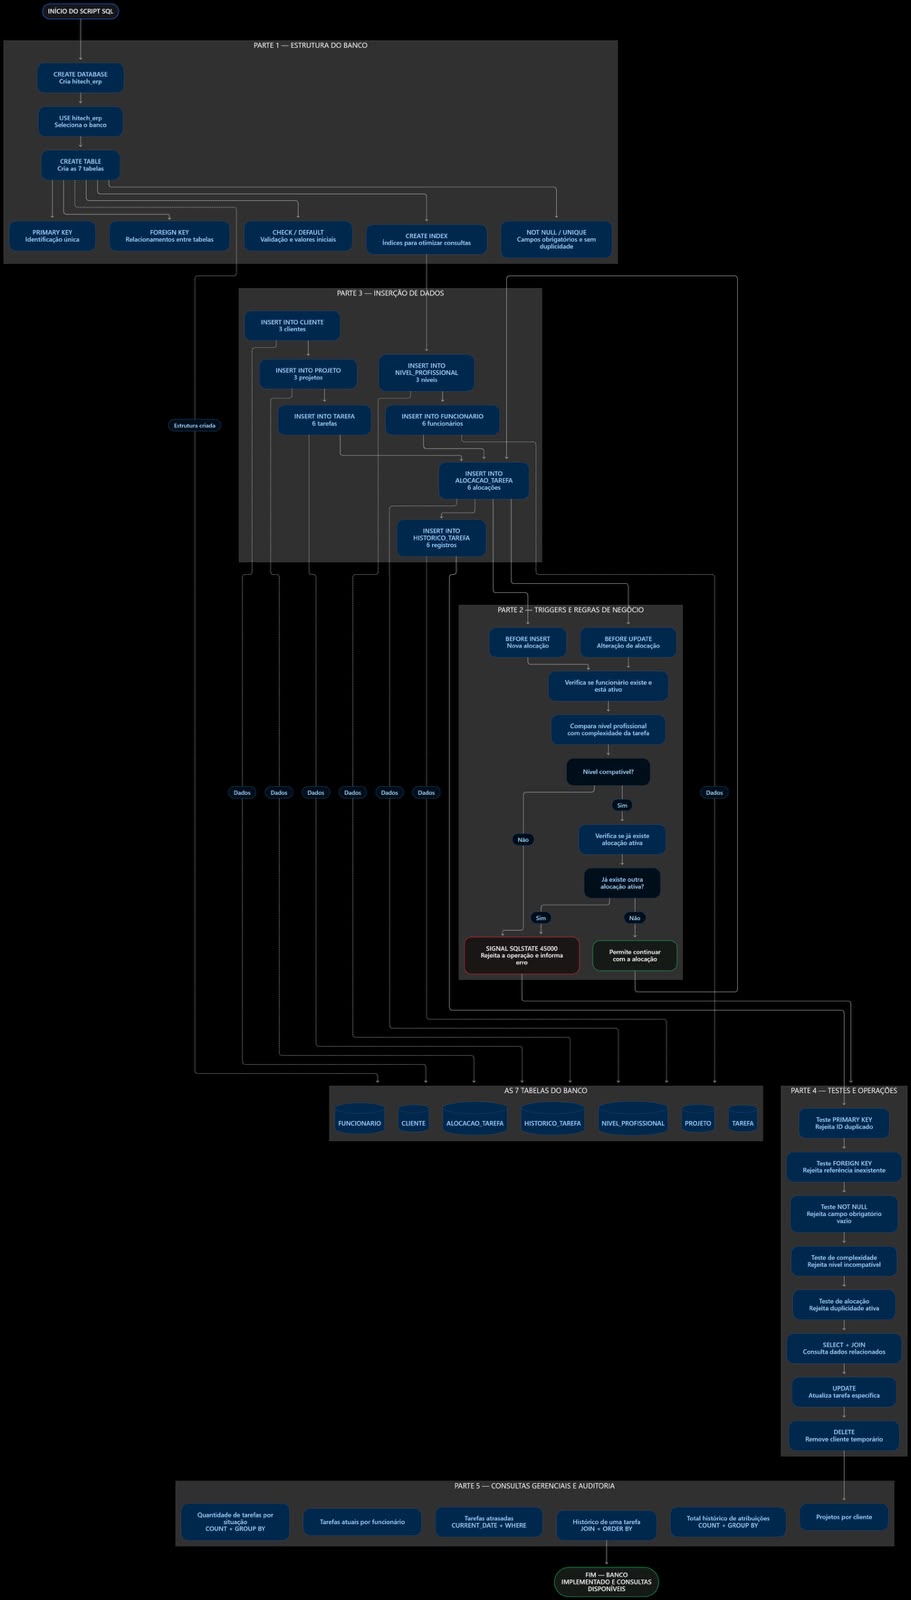 INÍCIO DO SCRIPT SQL
PARTE 1 — ESTRUTURA DO BANCO
CREATE DATABASE
Cria hitech_erp
USE hitech_erp
Seleciona o banco
CREATE TABLE
Cria as 7 tabelas
PRIMARY KEY
Identificação única
FOREIGN KEY
Relacionamentos entre tabelas
CHECK / DEFAULT
Validação e valores iniciais
CREATE INDEX
Índices para otimizar consultas
NOT NULL / UNIQUE
Campos obrigatórios e sem
duplicidade
PARTE 3 — INSERÇÃO DE DADOS
INSERT INTO CLIENTE
3 clientes
INSERT INTO PROJETO
3 projetos
INSERT INTO
NIVEL_PROFISSIONAL
3 níveis
INSERT INTO TAREFA
6 tarefas
INSERT INTO FUNCIONARIO
6 funcionários
Estrutura criada
INSERT INTO
ALOCACAO_TAREFA
6 alocações
INSERT INTO
HISTORICO_TAREFA
6 registros
PARTE 2 — TRIGGERS E REGRAS DE NEGÓCIO
BEFORE INSERT
Nova alocação
BEFORE UPDATE
Alteração de alocação
Verifica se funcionário existe e
está ativo
Compara nível profissional
com complexidade da tarefa
Nível compatível?
Dados
Dados
Dados
Dados
Dados
Dados
Dados
Sim
Não
Verifica se já existe
alocação ativa
Já existe outra
alocação ativa?
Sim
Não
SIGNAL SQLSTATE 45000
Rejeita a operação e informa
erro
Permite continuar
com a alocação
AS 7 TABELAS DO BANCO
FUNCIONARIO
CLIENTE
ALOCACAO_TAREFA
HISTORICO_TAREFA
NIVEL_PROFISSIONAL
PROJETO
TAREFA
PARTE 4 — TESTES E OPERAÇÕES
Teste PRIMARY KEY
Rejeita ID duplicado
Teste FOREIGN KEY
Rejeita referência inexistente
Teste NOT NULL
Rejeita campo obrigatório
vazio
Teste de complexidade
Rejeita nível incompatível
Teste de alocação
Rejeita duplicidade ativa
SELECT + JOIN
Consulta dados relacionados
UPDATE
Atualiza tarefa específica
DELETE
Remove cliente temporário
PARTE 5 — CONSULTAS GERENCIAIS E AUDITORIA
Quantidade de tarefas por
situação
COUNT + GROUP BY
Tarefas atuais por funcionário
Tarefas atrasadas
CURRENT_DATE + WHERE
Histórico de uma tarefa
JOIN + ORDER BY
Total histórico de atribuições
COUNT + GROUP BY
Projetos por cliente
FIM — BANCO
IMPLEMENTADO E CONSULTAS
DISPONÍVEIS